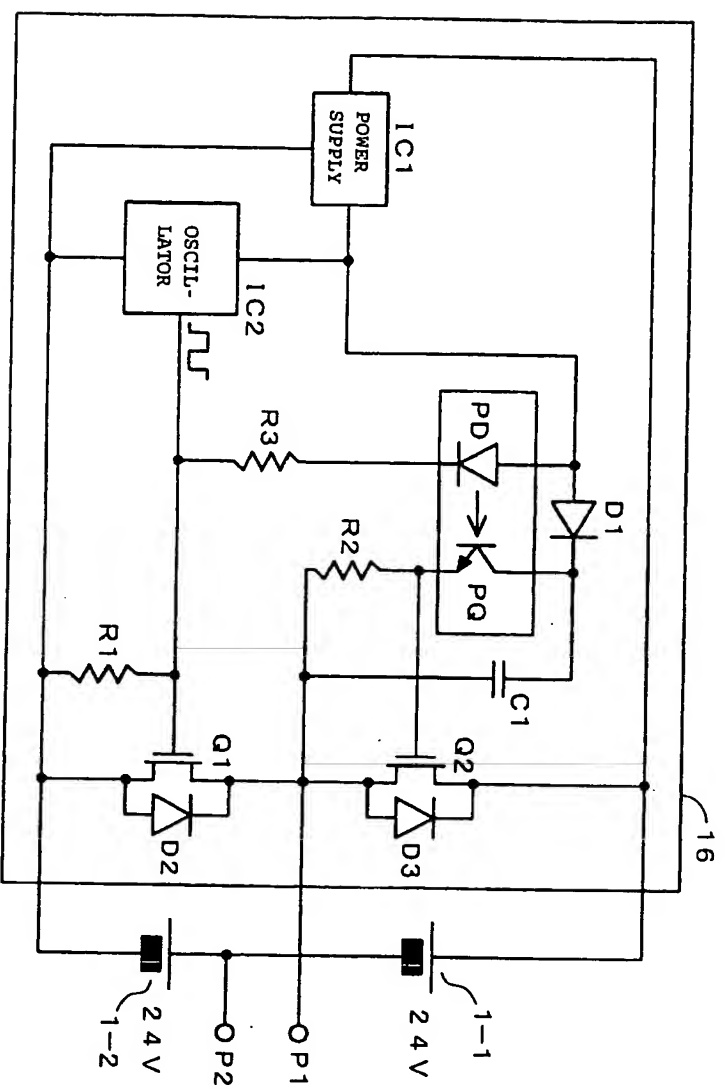 16
IC1
POWER
SUPPLY
IC2
OSCIL-
LATOR
PD
D1
PQ
R3
R2
C1
R1
Q2
D3
Q1
D2
1-1
24V
P1
P2
24V
1-2